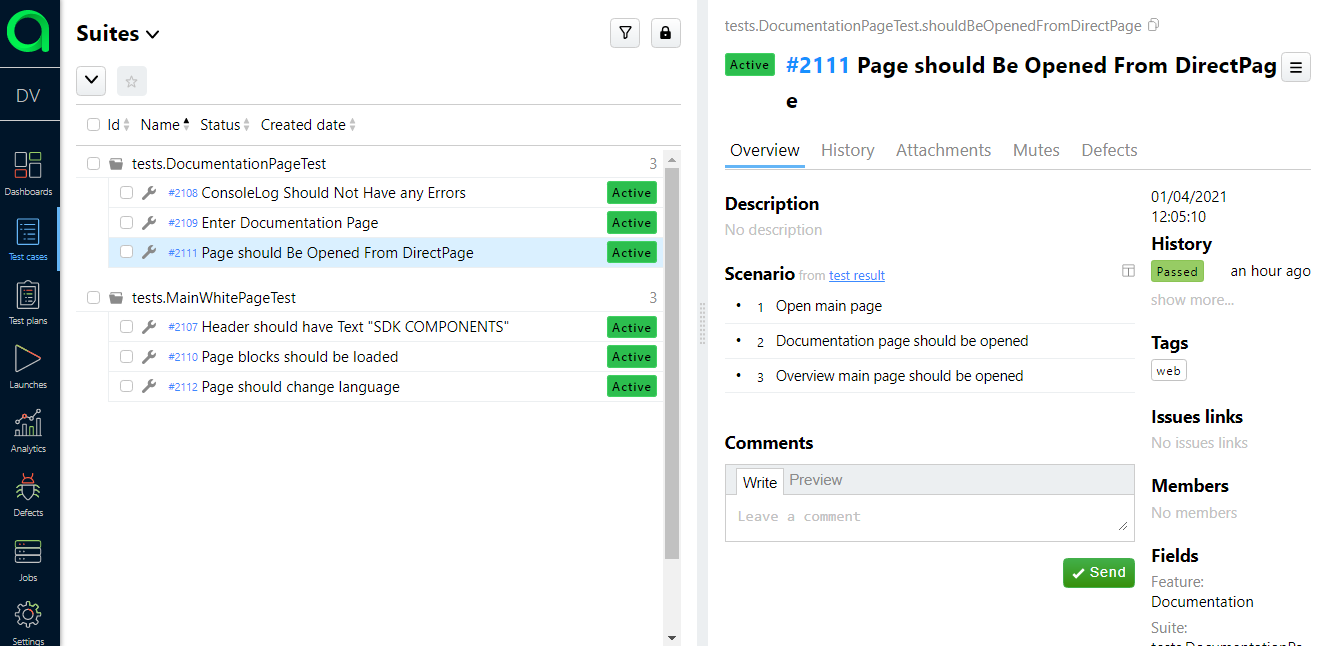 DV
Dashboards
Test cases
Test plans
Launches
Analytics
Defects
Jobs
Settings
Suites
Id Name Status Created date
tests.DocumentationPageTest 3
#2108 ConsoleLog Should Not Have any Errors Active
#2109 Enter Documentation Page Active
#2111 Page should Be Opened From DirectPage Active
tests.MainWhitePageTest 3
#2107 Header should have Text "SDK COMPONENTS" Active
#2110 Page blocks should be loaded Active
#2112 Page should change language Active
tests.DocumentationPageTest.shouldBeOpenedFromDirectPage
Active #2111 Page should Be Opened From DirectPag
e
Overview History Attachments Mutes Defects
Description
No description
Scenario from test result
• 1 Open main page
• 2 Documentation page should be opened
• 3 Overview main page should be opened
Comments
Write Preview
Leave a comment
Send
01/04/2021
12:05:10
History
Passed an hour ago
show more...
Tags
web
Issues links
No issues links
Members
No members
Fields
Feature:
Documentation
Suite: